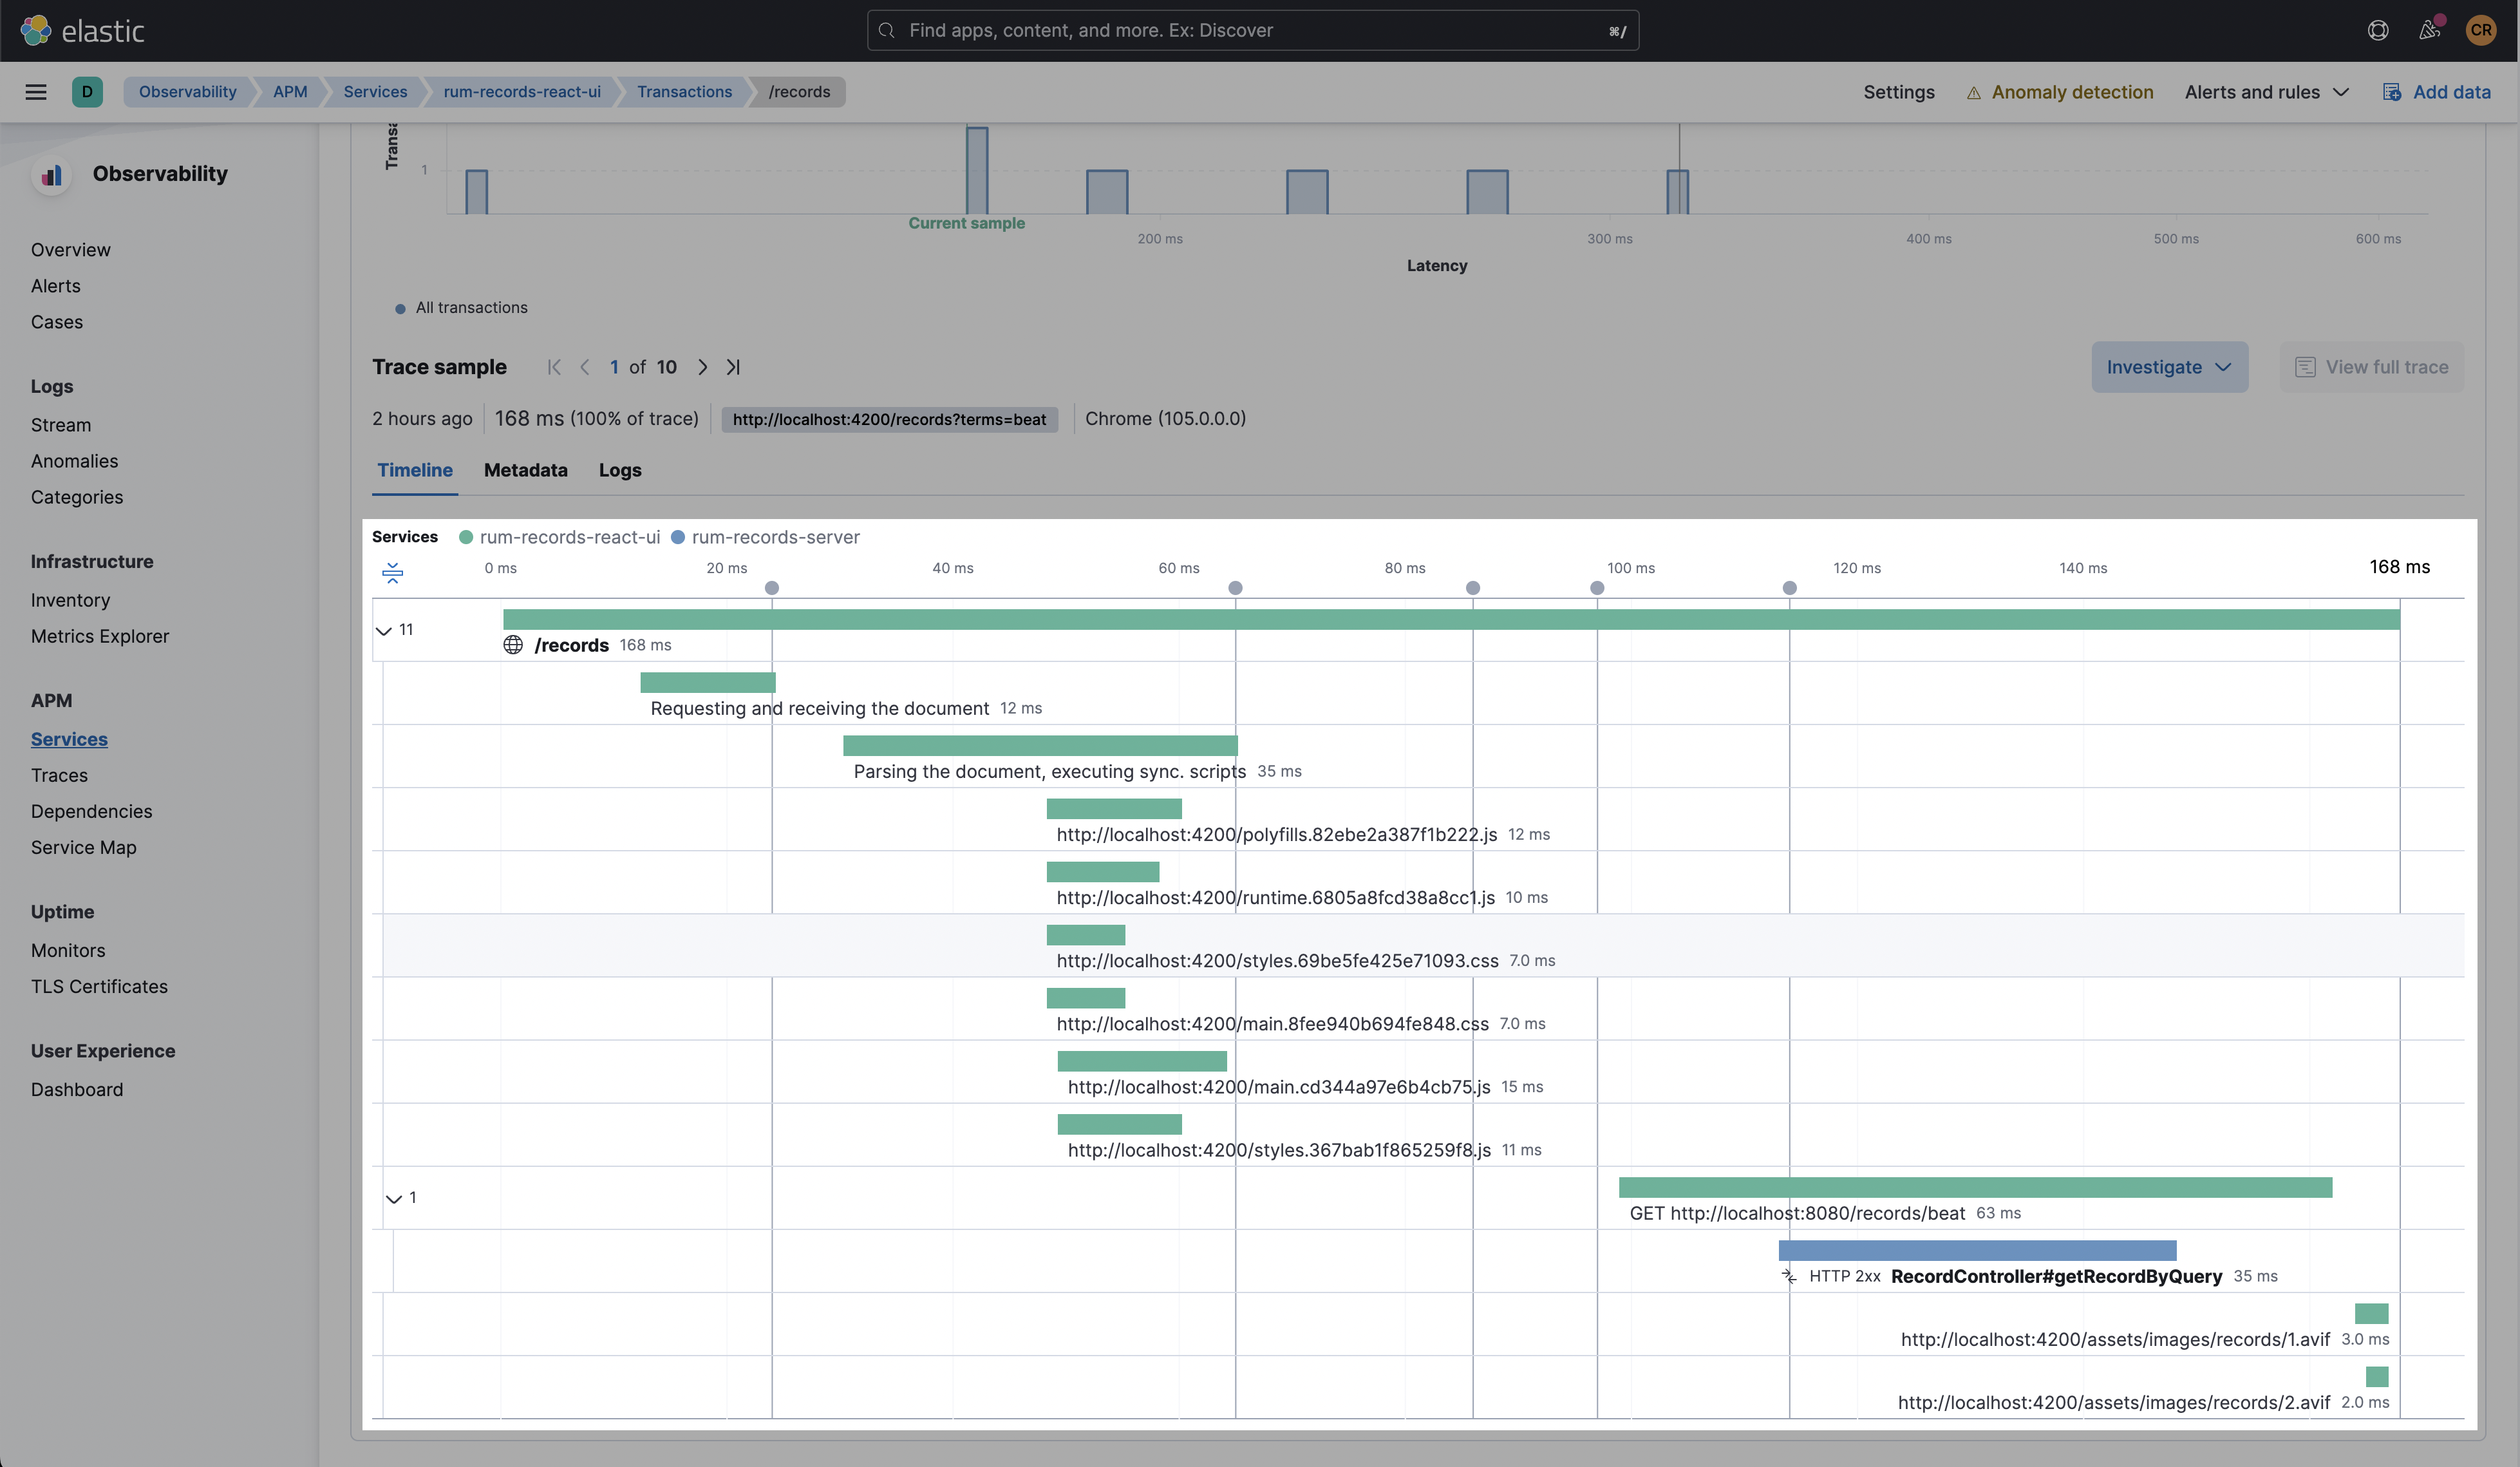 elastic
Find apps, content, and more. Ex: Discover
⌘/
CR
D
Observability
APM
Services
rum-records-react-ui
Transactions
/records
Settings
Anomaly detection
Alerts and rules
Add data
Observability
Overview
Alerts
Cases
Logs
Stream
Anomalies
Categories
Infrastructure
Inventory
Metrics Explorer
APM
Services
Traces
Dependencies
Service Map
Uptime
Monitors
TLS Certificates
User Experience
Dashboard
1
Current sample
200 ms
300 ms
400 ms
500 ms
600 ms
Latency
All transactions
Trace sample
1 of 10
Investigate
View full trace
2 hours ago
168 ms (100% of trace)
http://localhost:4200/records?terms=beat
Chrome (105.0.0.0)
Timeline
Metadata
Logs
Services
rum-records-react-ui
rum-records-server
0 ms
20 ms
40 ms
60 ms
80 ms
100 ms
120 ms
140 ms
168 ms
11
/records 168 ms
Requesting and receiving the document 12 ms
Parsing the document, executing sync. scripts 35 ms
http://localhost:4200/polyfills.82ebe2a387f1b222.js 12 ms
http://localhost:4200/runtime.6805a8fcd38a8cc1.js 10 ms
http://localhost:4200/styles.69be5fe425e71093.css 7.0 ms
http://localhost:4200/main.8fee940b694fe848.css 7.0 ms
http://localhost:4200/main.cd344a97e6b4cb75.js 15 ms
http://localhost:4200/styles.367bab1f865259f8.js 11 ms
1
GET http://localhost:8080/records/beat 63 ms
HTTP 2xx RecordController#getRecordByQuery 35 ms
http://localhost:4200/assets/images/records/1.avif 3.0 ms
http://localhost:4200/assets/images/records/2.avif 2.0 ms